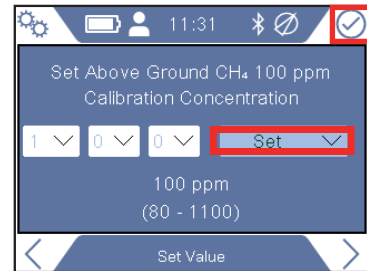 11:31
Set Above Ground CH₄ 100 ppm
Calibration Concentration
1 0 0 Set
100 ppm
(80 - 1100)
Set Value